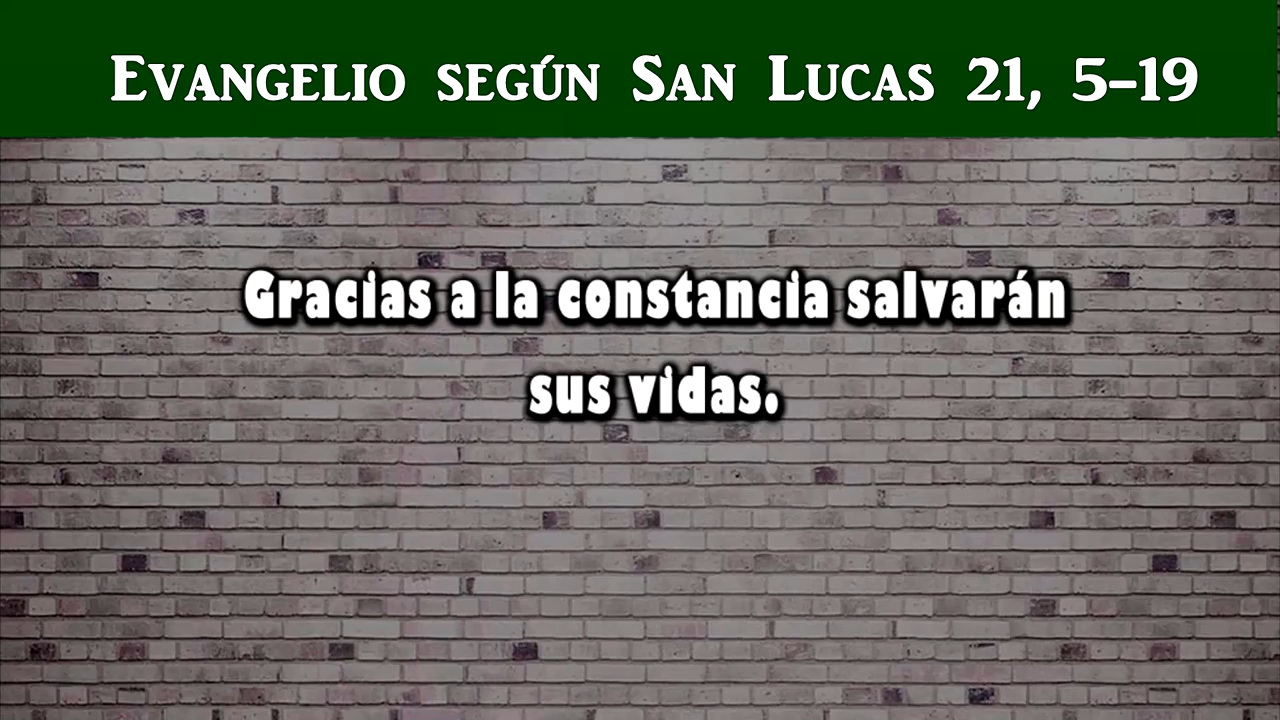 Evangelio según San Lucas 21, 5-19
Gracias a la constancia salvarán
sus vidas.